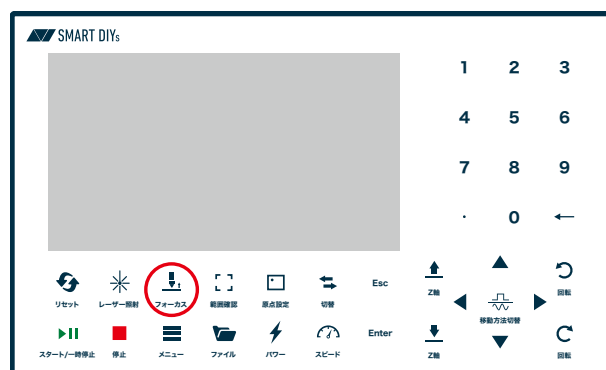 SMART DIYs
1 2 3
4 5 6
7 8 9
. 0 ←
リセット レーザー照射 フォーカス 範囲確認 原点設定 切替 Esc Z軸 回転
移動方法切替
スタート/一時停止 停止 メニュー ファイル パワー スピード Enter Z軸 回転